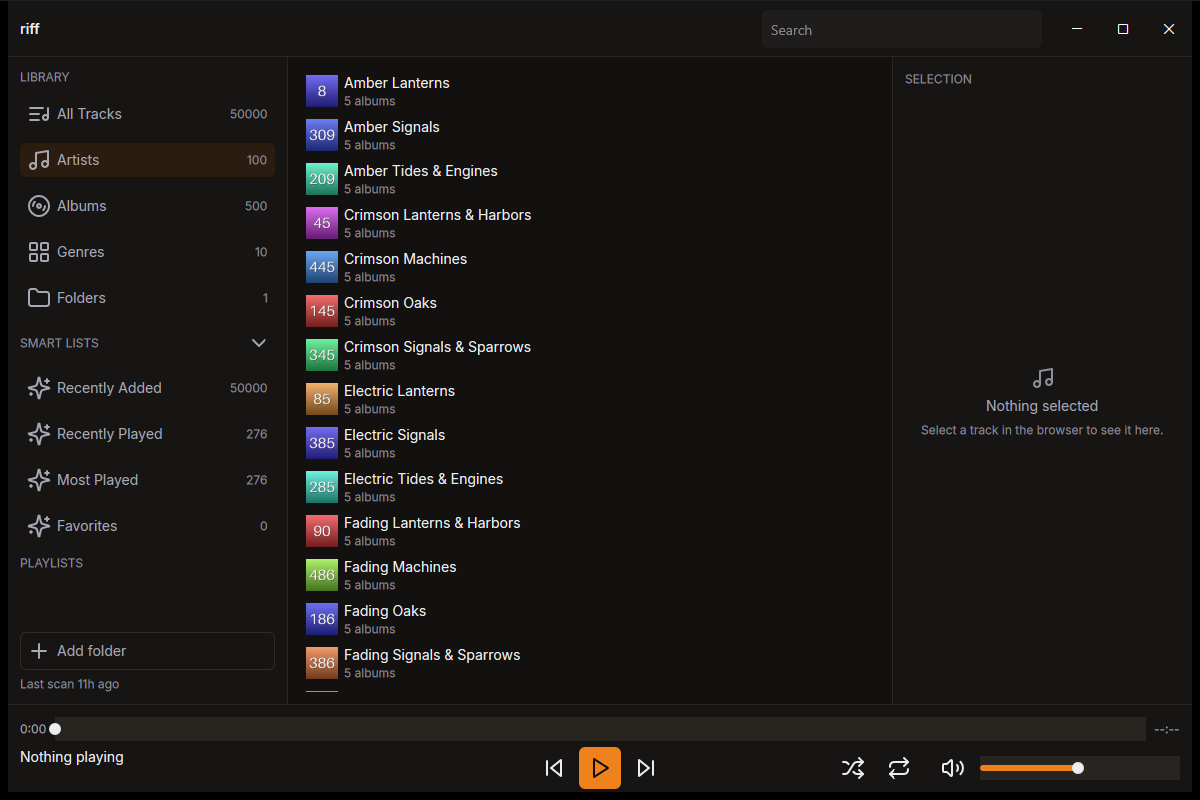 riff
Search
LIBRARY
All Tracks 50000
Artists 100
Albums 500
Genres 10
Folders 1
SMART LISTS
Recently Added 50000
Recently Played 276
Most Played 276
Favorites 0
PLAYLISTS
Add folder
Last scan 11h ago
8
Amber Lanterns
5 albums
309
Amber Signals
5 albums
209
Amber Tides & Engines
5 albums
45
Crimson Lanterns & Harbors
5 albums
445
Crimson Machines
5 albums
145
Crimson Oaks
5 albums
345
Crimson Signals & Sparrows
5 albums
85
Electric Lanterns
5 albums
385
Electric Signals
5 albums
285
Electric Tides & Engines
5 albums
90
Fading Lanterns & Harbors
5 albums
486
Fading Machines
5 albums
186
Fading Oaks
5 albums
386
Fading Signals & Sparrows
5 albums
SELECTION
Nothing selected
Select a track in the browser to see it here.
0:00
--:--
Nothing playing